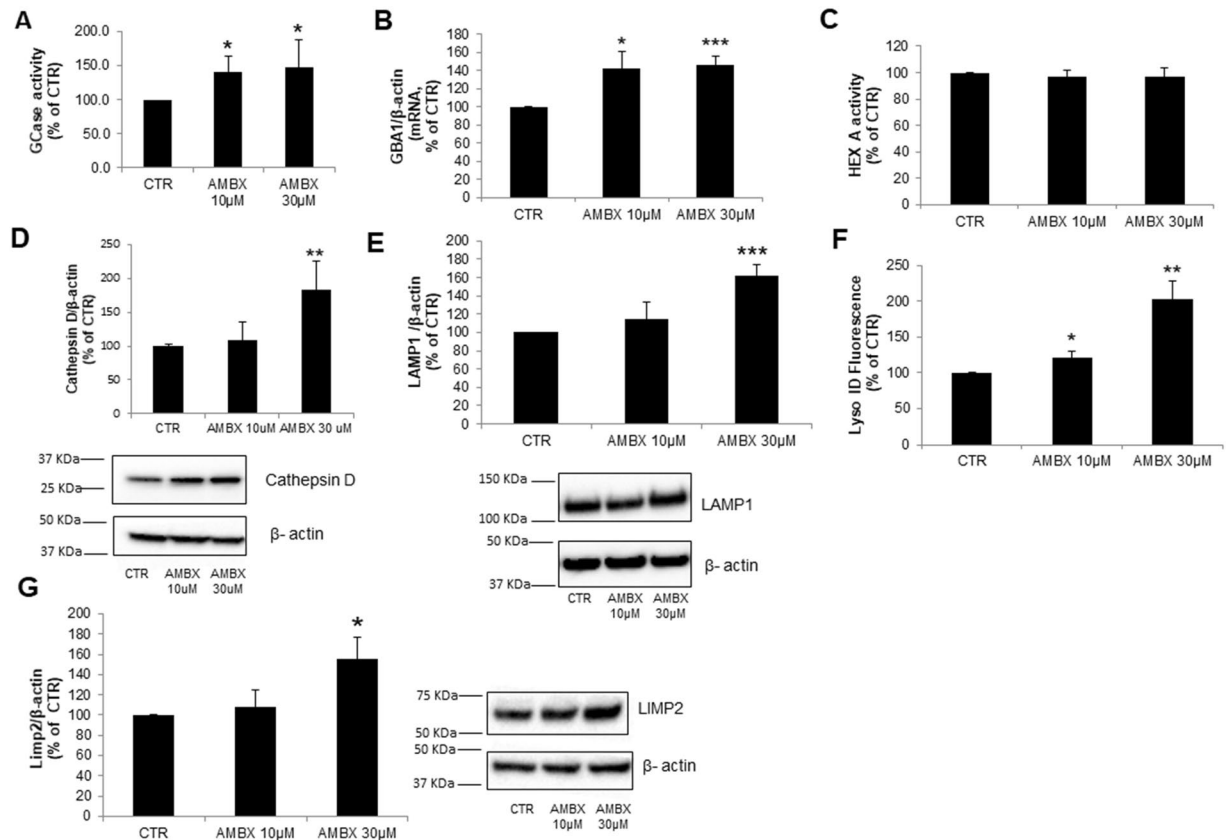 A
GCase activity
(% of CTR)
200.0
150.0
100.0
50.0
0.0
*
*
CTR
AMBX
10µM
AMBX
30µM
B
GBA1/β-actin
(mRNA,
% of CTR)
180
160
140
120
100
80
60
40
20
0
*
***
CTR
AMBX 10µM
AMBX 30µM
C
HEX A activity
(% of CTR)
120
100
80
60
40
20
0
CTR
AMBX 10µM
AMBX 30µM
D
Cathepsin D/β-actin
(% of CTR)
250
200
150
100
50
0
**
CTR
AMBX 10uM
AMBX 30 uM
37 KDa
25 KDa
Cathepsin D
50 KDa
37 KDa
β- actin
CTR
AMBX
10uM
AMBX
30uM
E
LAMP1 /β-actin
(% of CTR)
200
180
160
140
120
100
80
60
40
20
0
***
CTR
AMBX 10µM
AMBX 30µM
150 KDa
100 KDa
LAMP1
50 KDa
37 KDa
β- actin
CTR
AMBX
10µM
AMBX
30µM
F
Lyso ID Fluorescence
(% of CTR)
250
200
150
100
50
0
*
**
CTR
AMBX 10µM
AMBX 30µM
G
Limp2/β-actin
(% of CTR)
200
180
160
140
120
100
80
60
40
20
0
*
CTR
AMBX 10µM
AMBX 30µM
75 KDa
50 KDa
LIMP2
50 KDa
37 KDa
β- actin
CTR
AMBX
10µM
AMBX
30µM